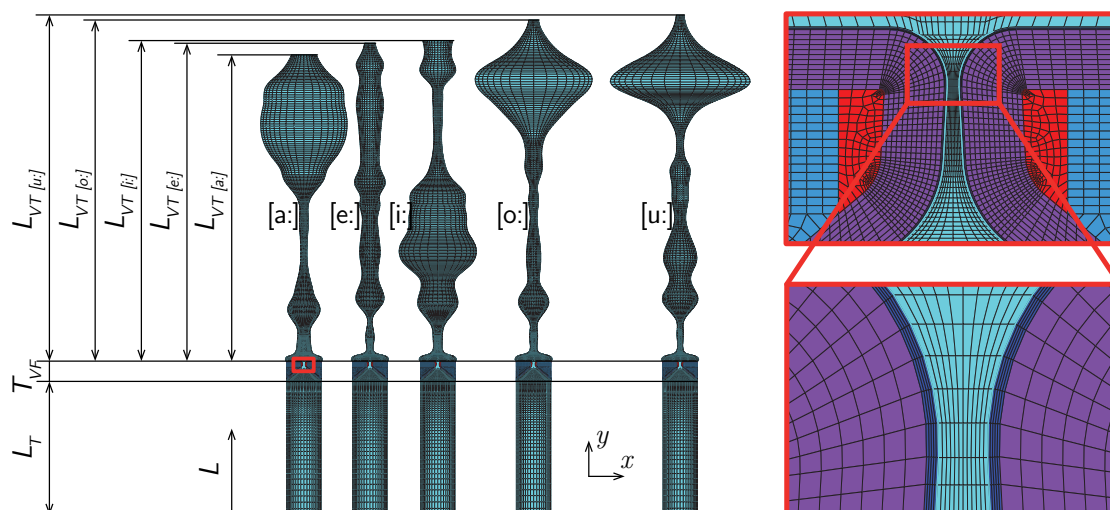 L_VT [u:]
L_VT [o:]
L_VT [i:]
L_VT [e:]
L_VT [a:]
[a:]
[e:]
[i:]
[o:]
[u:]
T_VF
L_T
L
y
x